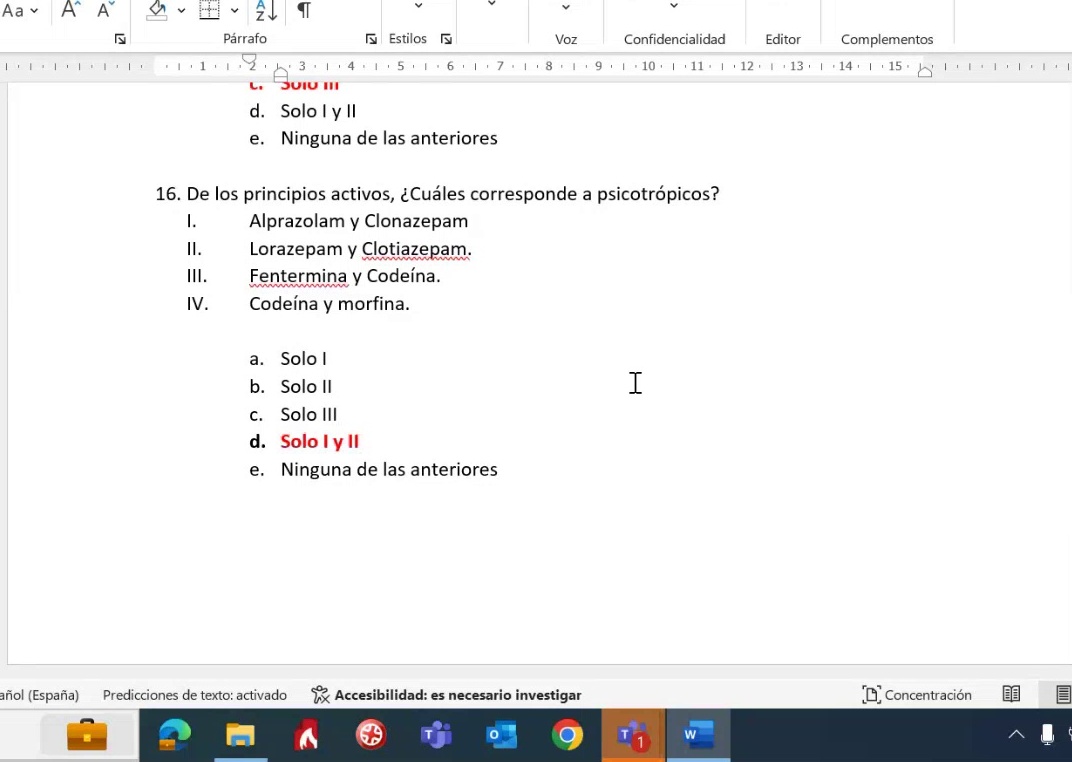 Aa A A A Z ¶
Párrafo Estilos Voz Confidencialidad Editor Complementos
1 2 3 4 5 6 7 8 9 10 11 12 13 14 15
c. Solo III
d. Solo I y II
e. Ninguna de las anteriores
16. De los principios activos, ¿Cuáles corresponde a psicotrópicos?
I. Alprazolam y Clonazepam
II. Lorazepam y Clotiazepam.
III. Fentermina y Codeína.
IV. Codeína y morfina.
a. Solo I
b. Solo II
c. Solo III
d. Solo I y II
e. Ninguna de las anteriores
añol (España) Predicciones de texto: activado Accesibilidad: es necesario investigar Concentración
T O T 1 W